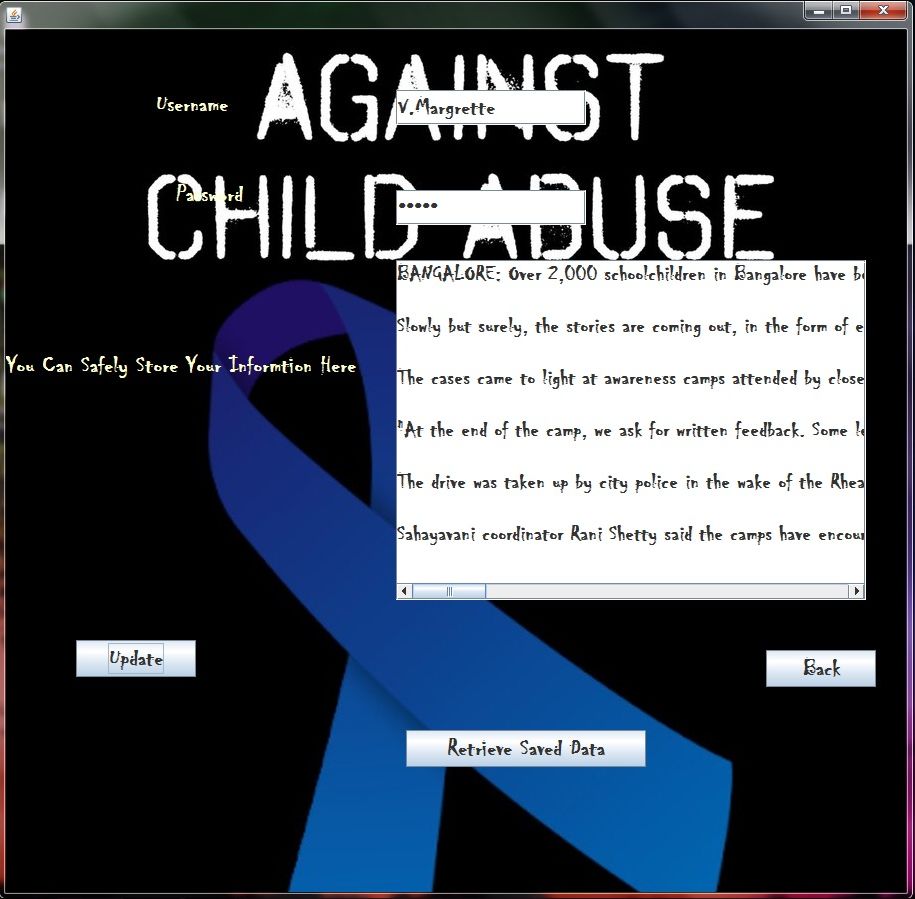 AGAINST
Username
V.Margrette
CHILD ABUSE
Password
•••••
BANGALORE: Over 2,000 schoolchildren in Bangalore have
Slowly but surely, the stories are coming out, in the form of
You Can Safely Store Your Informtion Here
The cases came to light at awareness camps attended by close
"At the end of the camp, we ask for written feedback. Some
The drive was taken up by city police in the wake of the Rhea
Sahayavani coordinator Rani Shetty said the camps have
Update
Back
Retrieve Saved Data